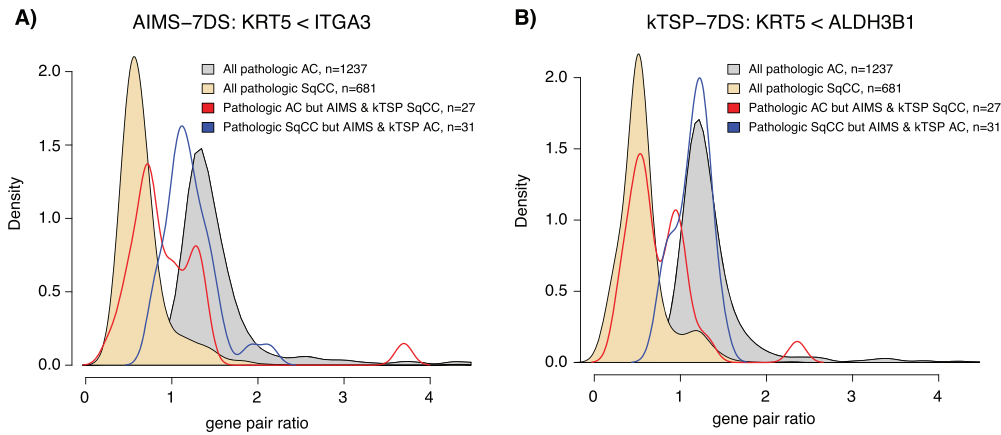 A)
AIMS−7DS: KRT5 < ITGA3
All pathologic AC, n=1237
All pathologic SqCC, n=681
Pathologic AC but AIMS & kTSP SqCC, n=27
Pathologic SqCC but AIMS & kTSP AC, n=31
Density
2.0
1.5
1.0
0.5
0.0
0 1 2 3 4
gene pair ratio
B)
kTSP−7DS: KRT5 < ALDH3B1
All pathologic AC, n=1237
All pathologic SqCC, n=681
Pathologic AC but AIMS & kTSP SqCC, n=27
Pathologic SqCC but AIMS & kTSP AC, n=31
Density
2.0
1.5
1.0
0.5
0.0
0 1 2 3 4
gene pair ratio